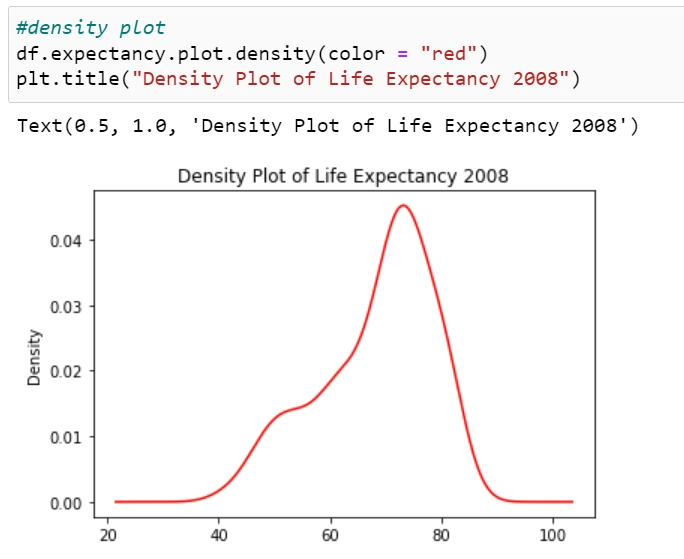 #density plot
df.expectancy.plot.density(color = "red")
plt.title("Density Plot of Life Expectancy 2008")
Text(0.5, 1.0, 'Density Plot of Life Expectancy 2008')
Density Plot of Life Expectancy 2008
0.04
0.03
0.02
0.01
0.00
Density
20 40 60 80 100